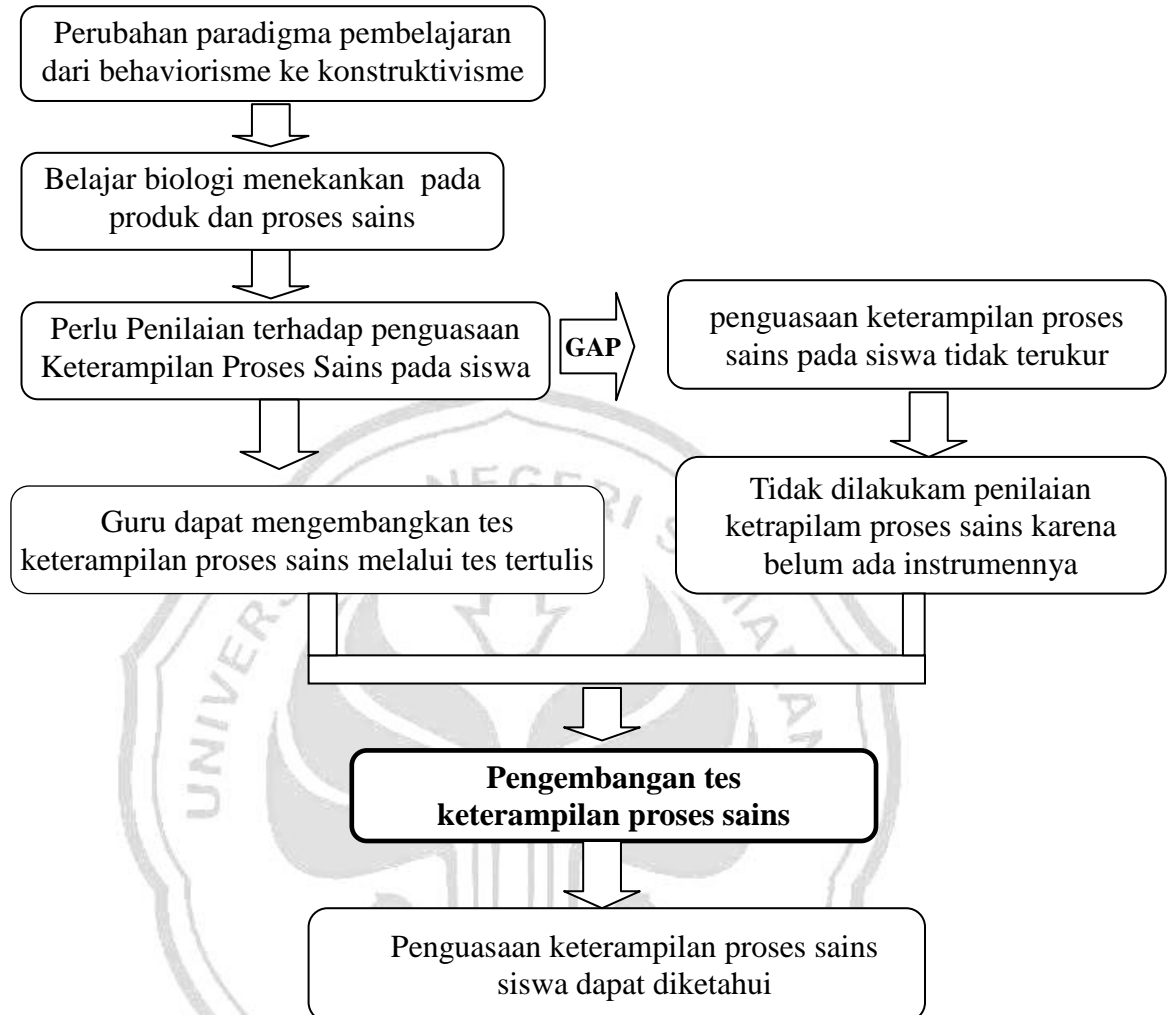 Perubahan paradigma pembelajaran
dari behaviorisme ke konstruktivisme
Belajar biologi menekankan pada
produk dan proses sains
Perlu Penilaian terhadap penguasaan
Keterampilan Proses Sains pada siswa
GAP
penguasaan keterampilan proses
sains pada siswa tidak terukur
Guru dapat mengembangkan tes
keterampilan proses sains melalui tes tertulis
Tidak dilakukam penilaian
ketrapilam proses sains karena
belum ada instrumennya
Pengembangan tes
keterampilan proses sains
Penguasaan keterampilan proses sains
siswa dapat diketahui